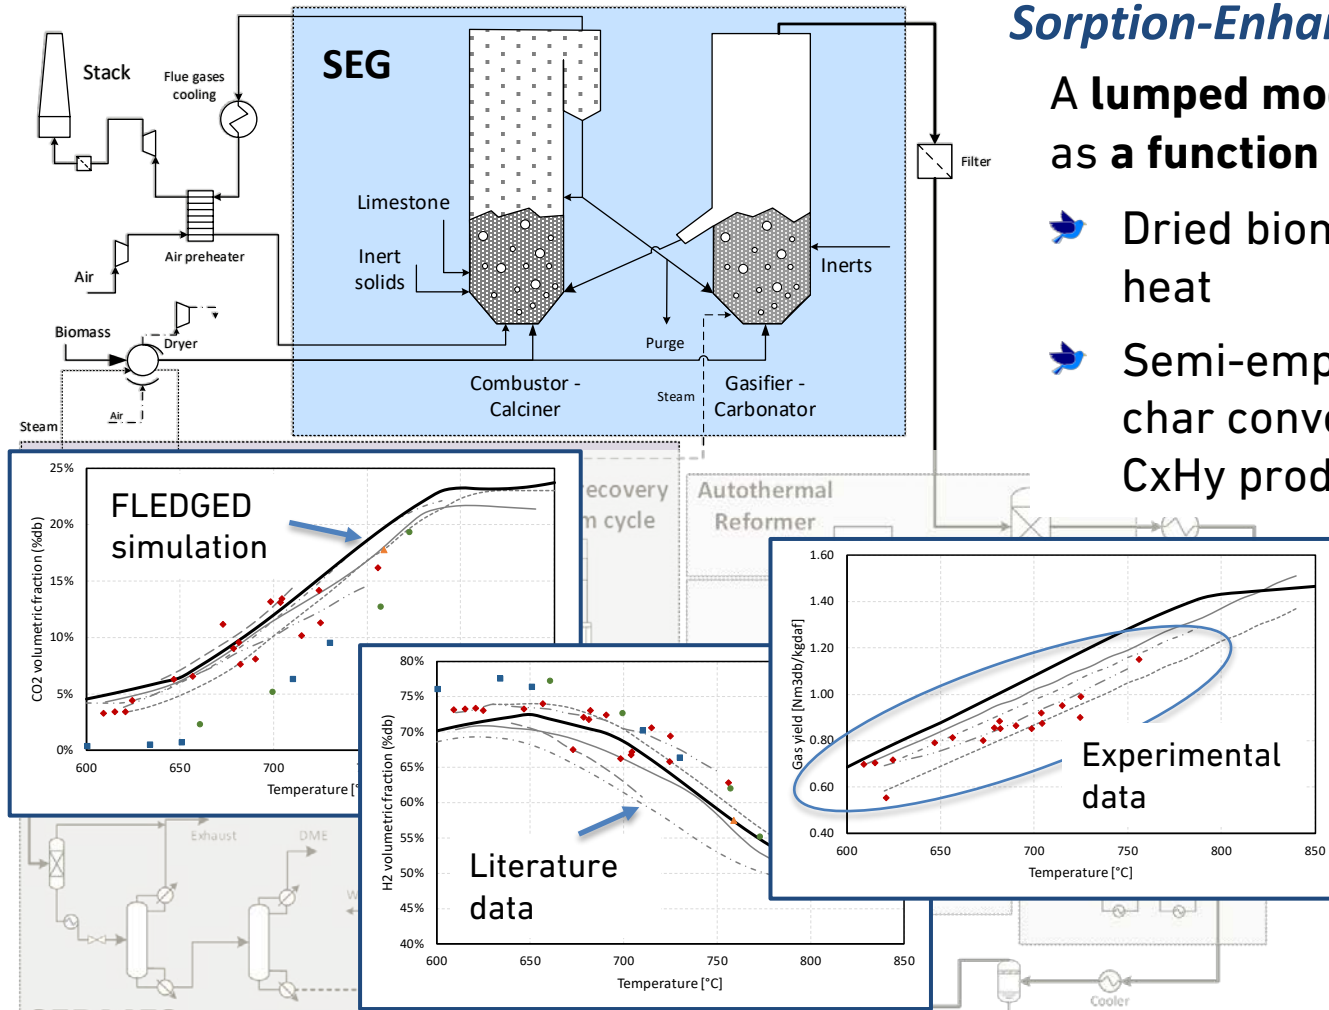 Sorption-Enhan
A lumped mo
as a function
Dried bion
heat
Semi-emp
char conve
CxHy prod
SEG
Stack
Flue gases
cooling
Filter
Limestone
Inert
solids
Inerts
Air preheater
Air
Biomass
Dryer
Purge
Air
Steam
Steam
Combustor -
Calciner
Gasifier -
Carbonator
ecovery
m cycle
Autothermal
Reformer
FLEDGED
simulation
CO2 volumetric fraction (%db)
25%
20%
15%
10%
5%
0%
600
650
700
Temperature [°
H2 volumetric fraction (%db)
80%
75%
70%
65%
60%
55%
50%
45%
40%
600
650
700
750
800
850
Temperature [°C]
Literature
data
Gas yield [Nm3db/kgdaf]
1.60
1.40
1.20
1.00
0.80
0.60
0.40
600
650
700
750
800
850
Temperature [°C]
Experimental
data
Exhaust
DME
W
Cooler